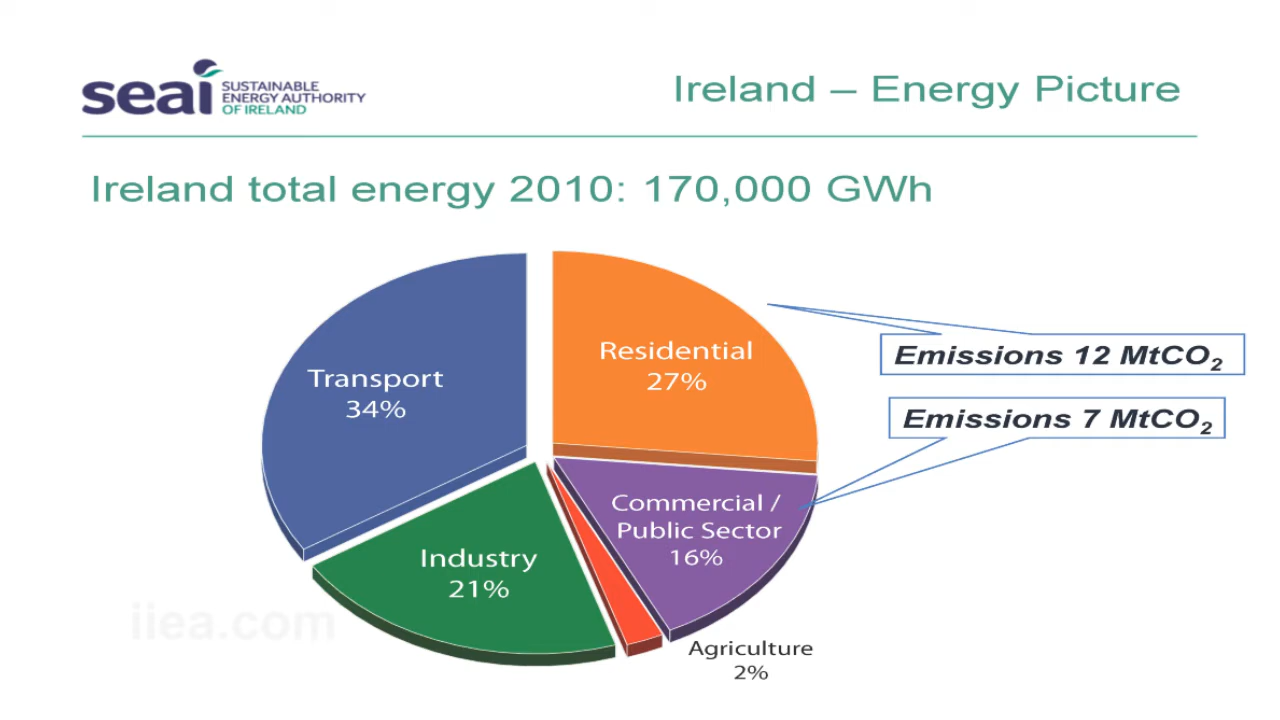 seai
SUSTAINABLE
ENERGY AUTHORITY
OF IRELAND
Ireland – Energy Picture
Ireland total energy 2010: 170,000 GWh
Residential
27%
Emissions 12 MtCO₂
Transport
34%
Emissions 7 MtCO₂
Commercial /
Public Sector
16%
Industry
21%
Agriculture
2%
iiea.com